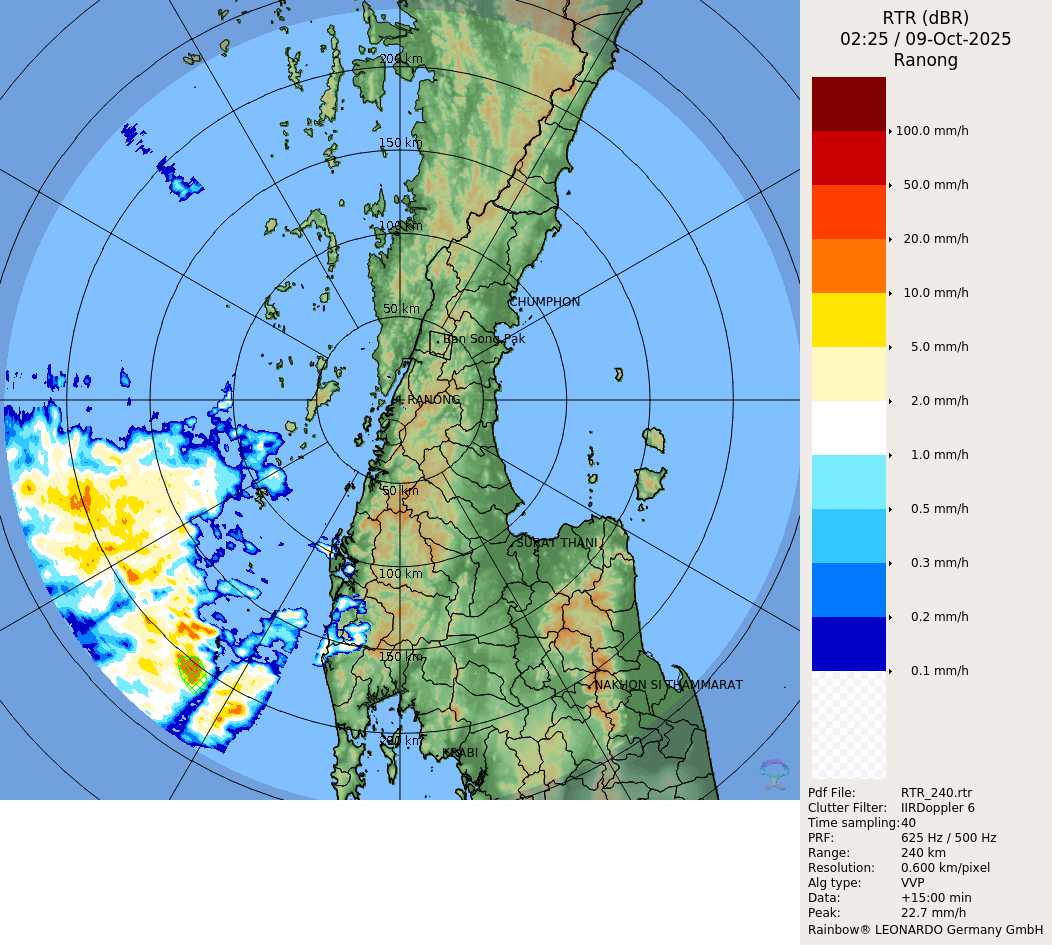 RTR (dBR)
02:25 / 09-Oct-2025
Ranong
200 km
150 km
100 km
50 km
CHUMPHON
Ban Song Pak
RANONG
50 km
SURAT THANI
100 km
150 km
NAKHON SI THAMMARAT
200 km
KRABI
100.0 mm/h
50.0 mm/h
20.0 mm/h
10.0 mm/h
5.0 mm/h
2.0 mm/h
1.0 mm/h
0.5 mm/h
0.3 mm/h
0.2 mm/h
0.1 mm/h
Pdf File: RTR_240.rtr
Clutter Filter: IIRDoppler 6
Time sampling:40
PRF: 625 Hz / 500 Hz
Range: 240 km
Resolution: 0.600 km/pixel
Alg type: VVP
Data: +15:00 min
Peak: 22.7 mm/h
Rainbow® LEONARDO Germany GmbH